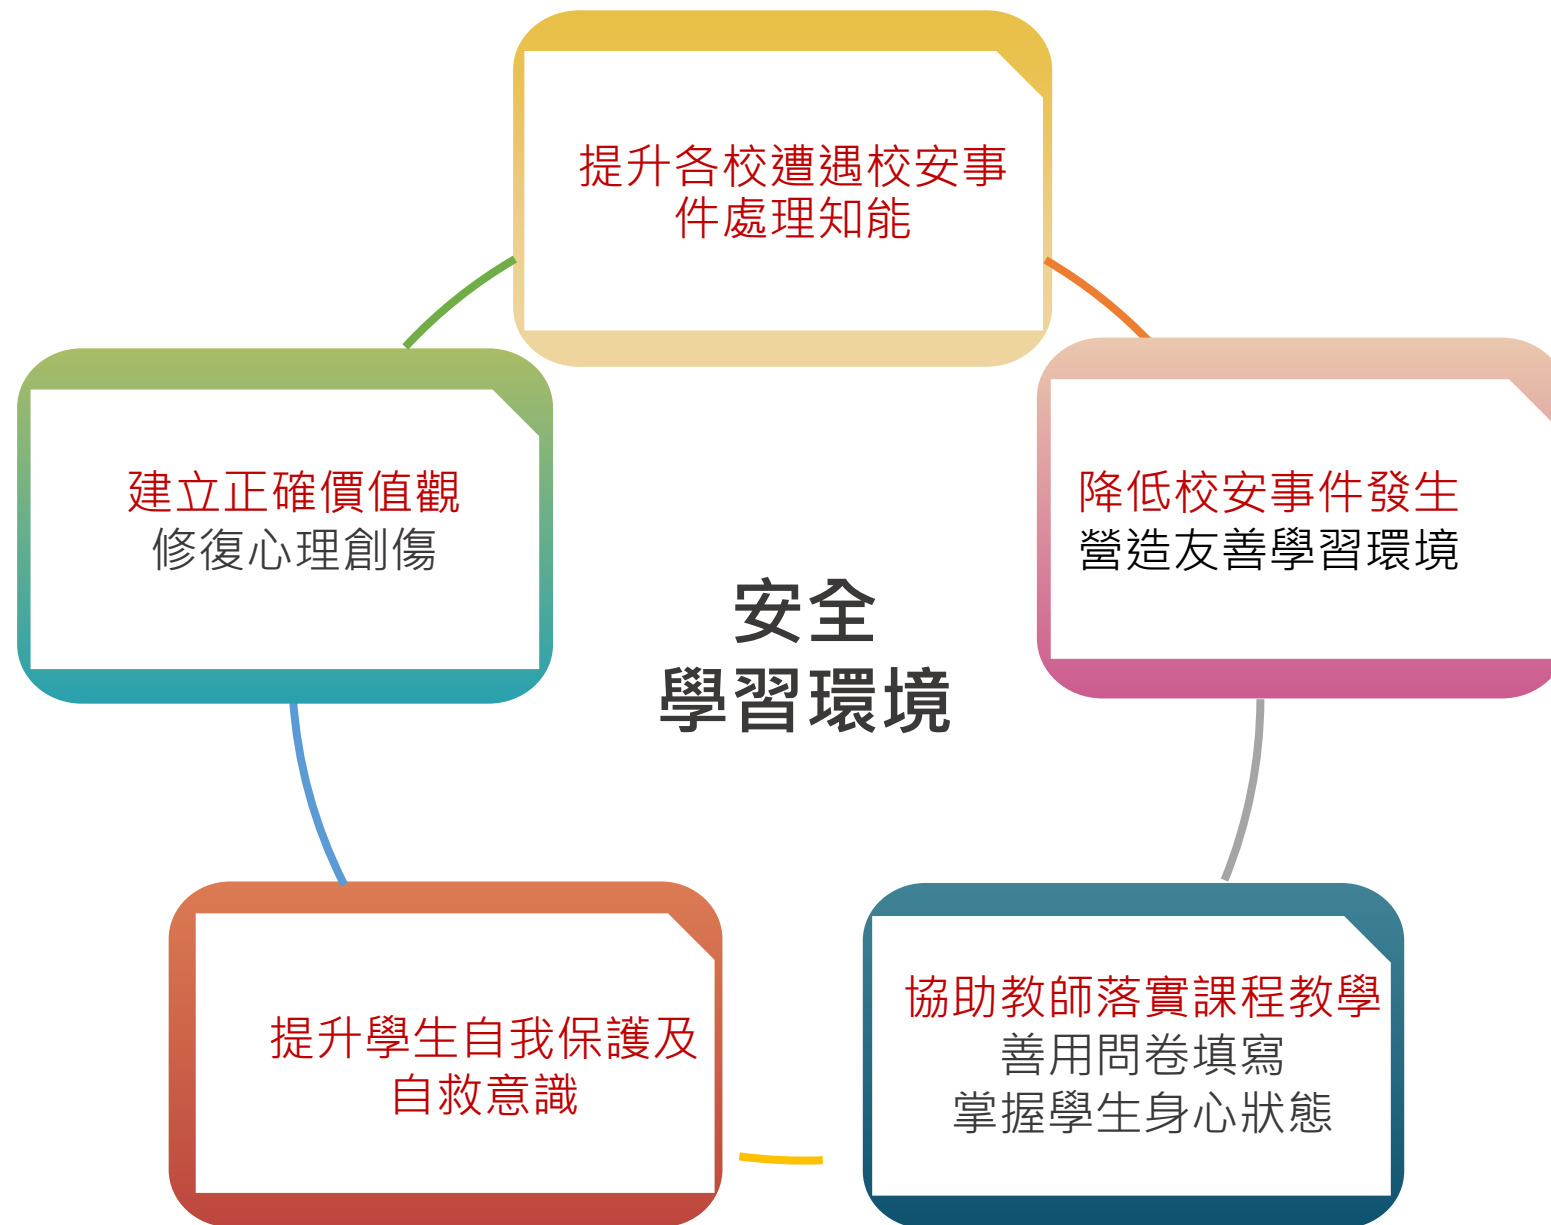 提升各校遭遇校安事
件處理知能
建立正確價值觀
修復心理創傷
降低校安事件發生
營造友善學習環境
安全
學習環境
提升學生自我保護及
自救意識
協助教師落實課程教學
善用問卷填寫
掌握學生身心狀態